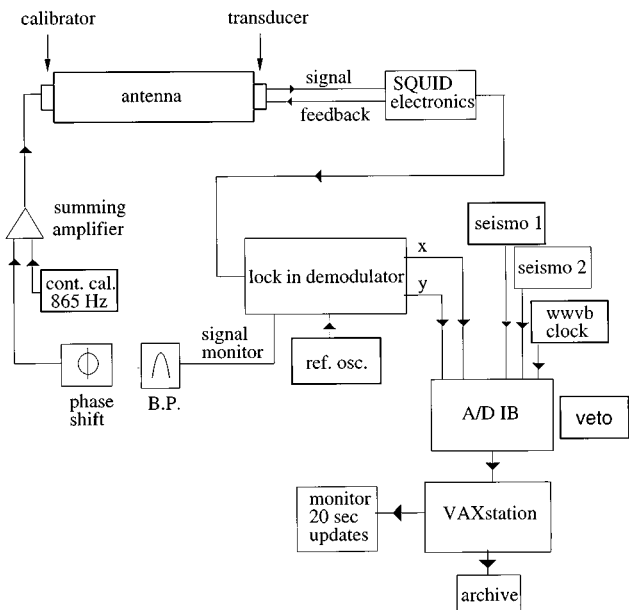 calibrator
transducer
antenna
signal
feedback
SQUID
electronics
summing
amplifier
cont. cal.
865 Hz
phase
shift
B.P.
signal
monitor
lock in demodulator
x
y
ref. osc.
seismo 1
seismo 2
wwvb
clock
A/D IB
veto
monitor
20 sec
updates
VAXstation
archive